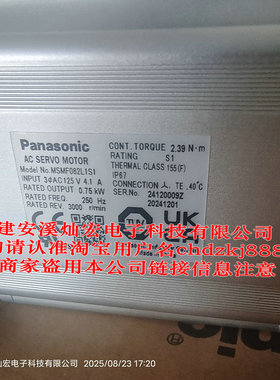 Panasonic
AC SERVO MOTOR
Model No. MSMF082L1S1
INPUT 3ØAC 125 V 4.1 A
RATED OUTPUT 0.75 kW
RATED FREQ. 250 Hz
RATED REV. 3000 r/min
CONT. TORQUE 2.39 N·m
RATING S1
THERMAL CLASS 155 (F)
IP67
CONNECTION 人 TE. 40℃
Ser No. 24120009Z
20241201
建安溪灿宏电子科技有限公司
请认准淘宝用户名chdzkj888
商家盗用本公司链接信息注意
灿宏电子科技有限公司 2025/08/23 17:20